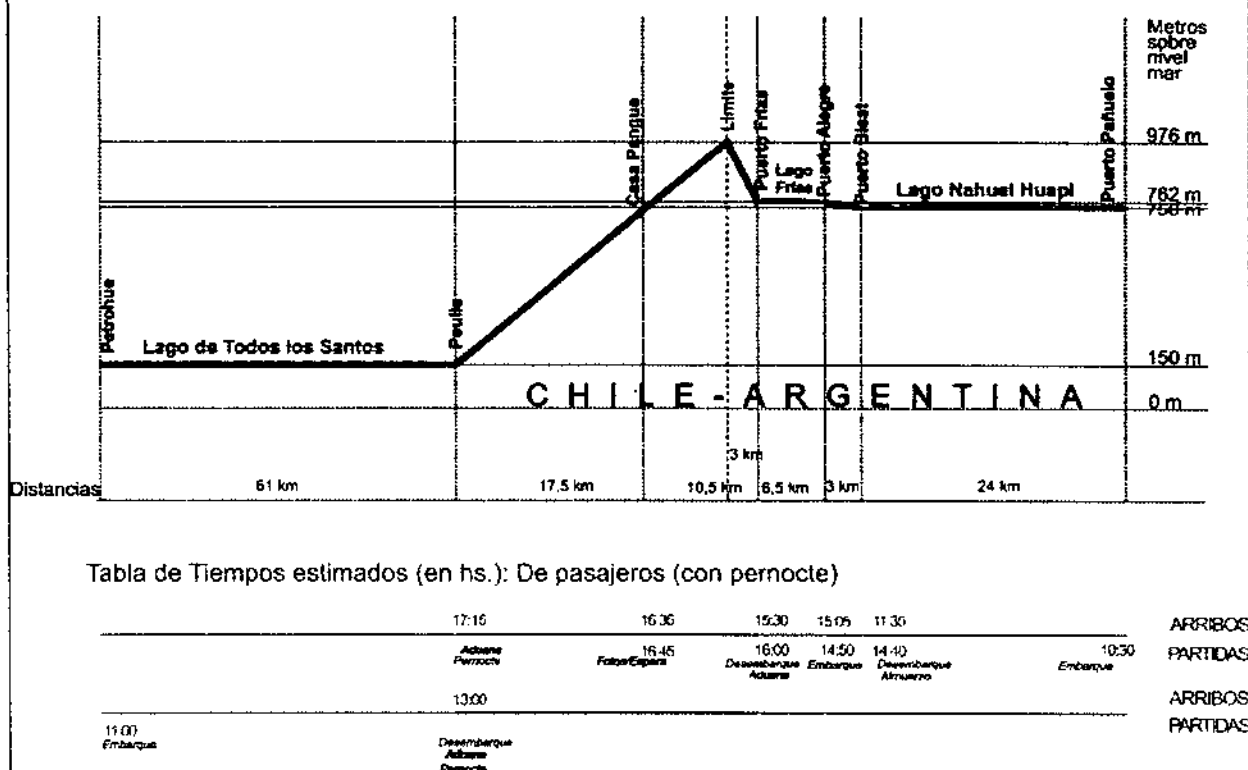 Metros
sobre
nivel
mar
Petrohue
Peulla
Casa Pangue
Límite
Puerto Frías
Puerto Alegre
Puerto Blest
Puerto Pañuelo
976 m
762 m
Lago
Frías
Lago Nahuel Huapi
Lago de Todos los Santos
150 m
CHILE-ARGENTINA
0 m
3 km
Distancias 61 km 17,5 km 10,5 km 6,5 km 3 km 24 km
Tabla de Tiempos estimados (en hs.): De pasajeros (con pernocte)
17:15 16:35 15:30 15:05 11:30 ARRIBOS
Aduana 16:45 16:00 14:50 14:40 10:30 PARTIDAS
Pernocte Fotos/Espera Desembarque Embarque Desembarque Embarque
Aduana Almuerzo
13:00 ARRIBOS
11:00 PARTIDAS
Embarque Desembarque
Aduana
Pernocte